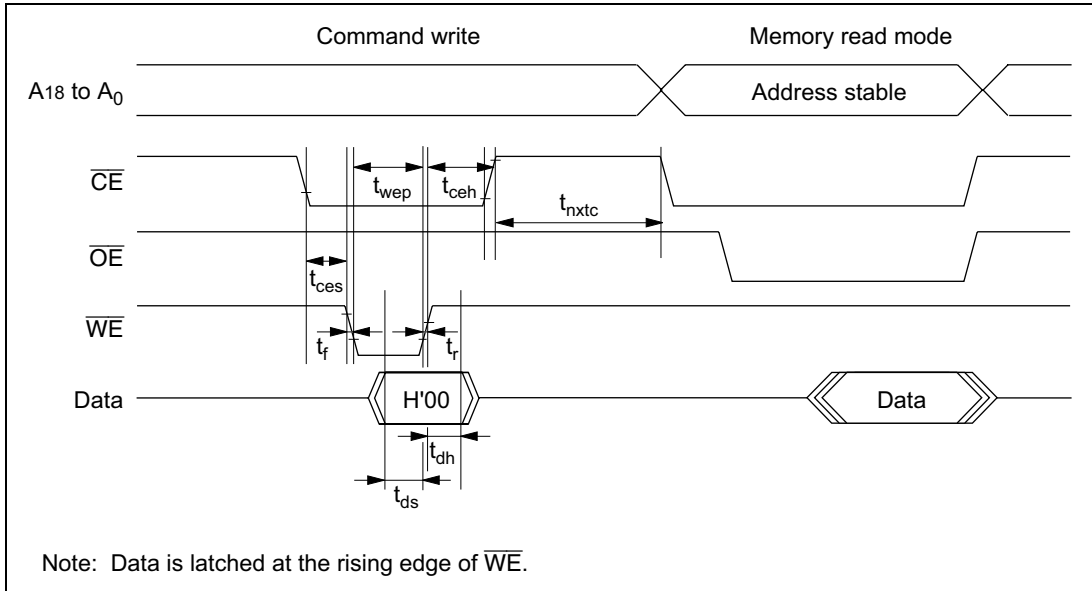 Command write Memory read mode
A18 to A0 Address stable
CE
twep tceh
tnxtc
OE
tces
WE
tf tr
Data H'00 Data
tdh
tds
Note: Data is latched at the rising edge of WE.